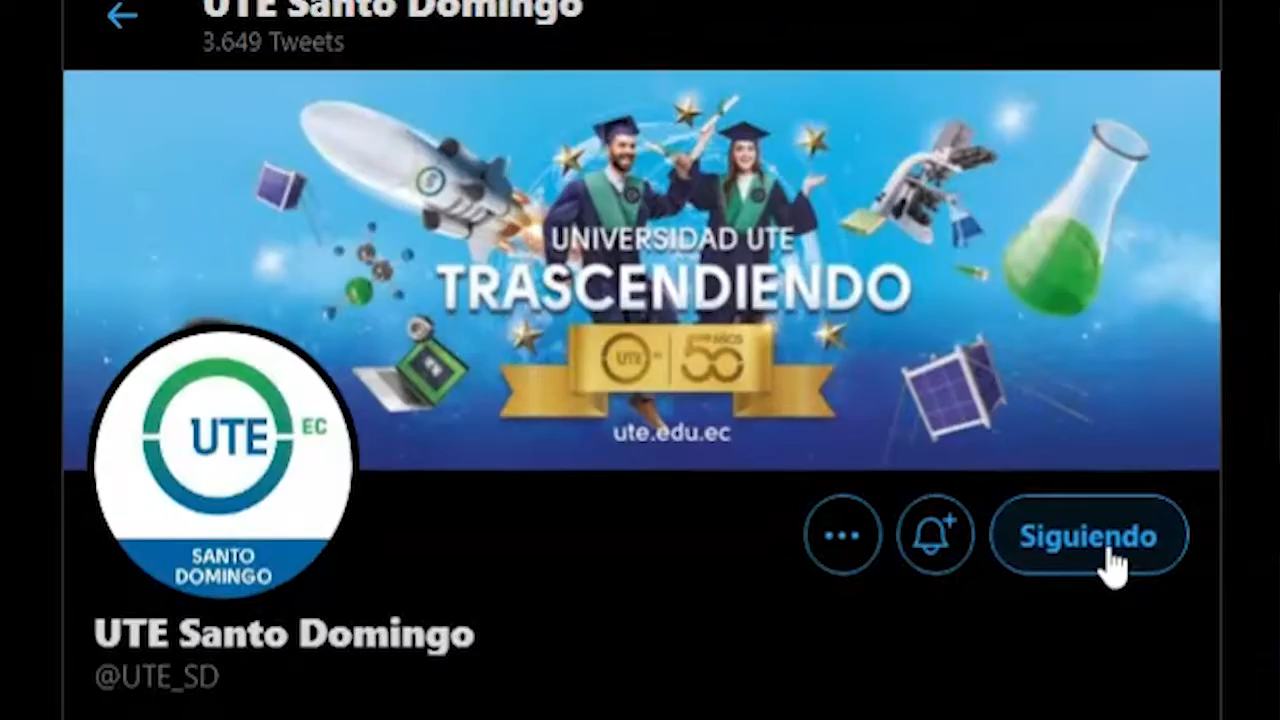 UTE Santo Domingo
3.649 Tweets
UNIVERSIDAD UTE
TRASCENDIENDO
UTE
AÑOS
50
ute.edu.ec
UTE EC
SANTO
DOMINGO
Siguiendo
UTE Santo Domingo
@UTE_SD